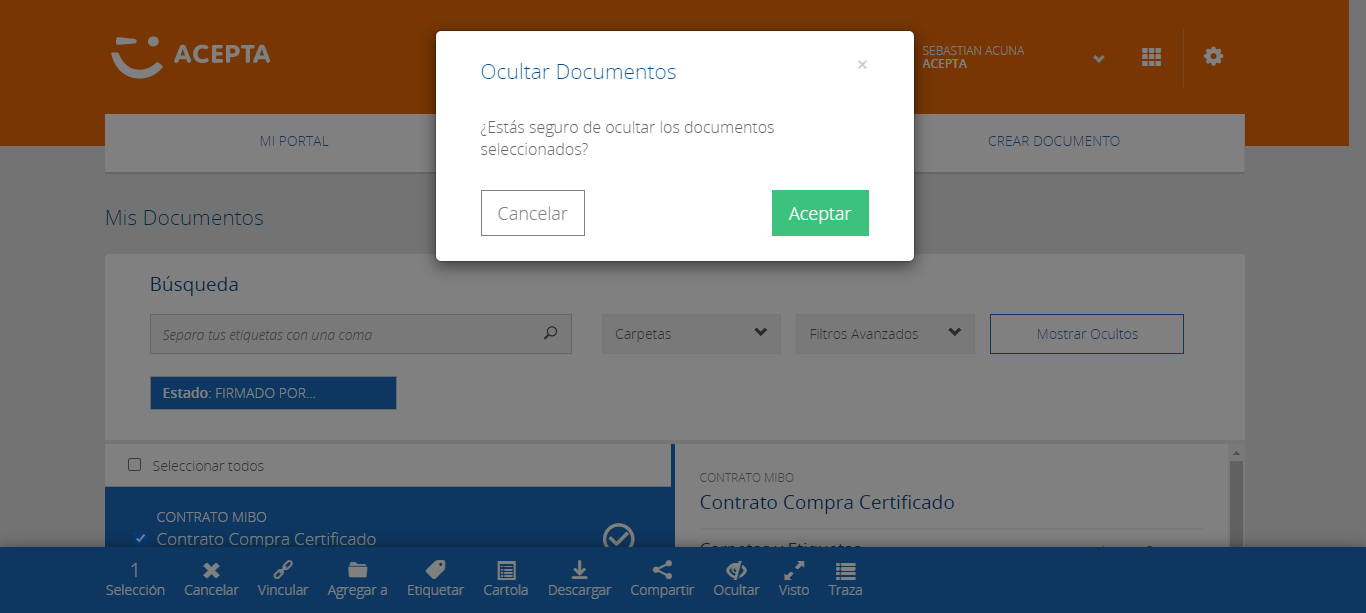 ACEPTA
SEBASTIAN ACUNA
ACEPTA
Ocultar Documentos
×
¿Estás seguro de ocultar los documentos
seleccionados?
Cancelar
Aceptar
MI PORTAL
CREAR DOCUMENTO
Mis Documentos
Búsqueda
Separa tus etiquetas con una coma
Carpetas
Filtros Avanzados
Mostrar Ocultos
Estado: FIRMADO POR...
Seleccionar todos
CONTRATO MIBO
Contrato Compra Certificado
CONTRATO MIBO
Contrato Compra Certificado
Carpetas y Etiquetas
1
Selección
Cancelar
Vincular
Agregar a
Etiquetar
Cartola
Descargar
Compartir
Ocultar
Visto
Traza